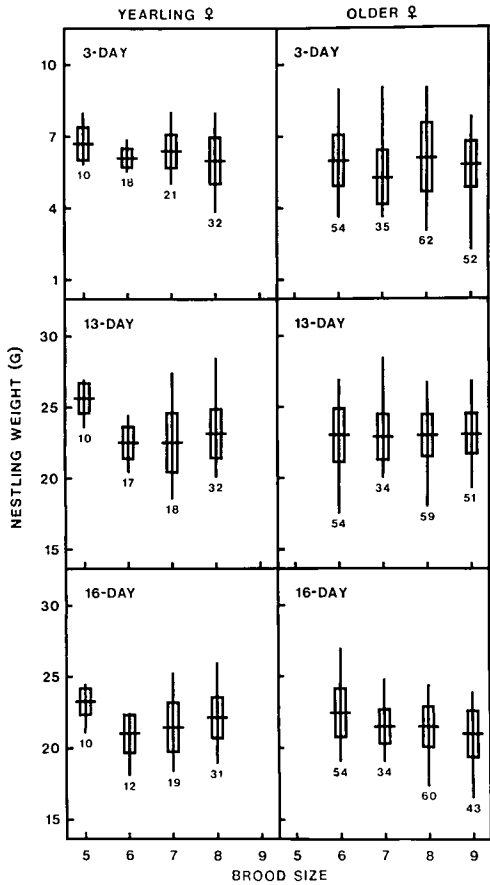 YEARLING ♀ OLDER ♀
3-DAY 3-DAY
10
7
4
1
10 18 21 32 54 35 62 52
13-DAY 13-DAY
30
25
20
15
10 17 18 32 54 34 59 51
16-DAY 16-DAY
30
25
20
15
10 12 19 31 54 34 60 43
5 6 7 8 9 5 6 7 8 9
BROOD SIZE
NESTLING WEIGHT (G)